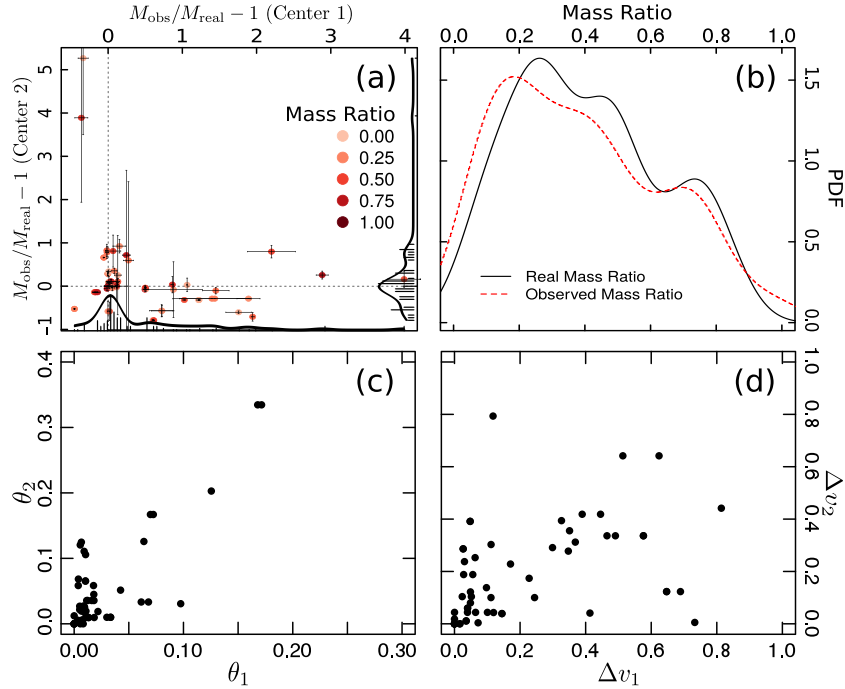 M_obs/M_real − 1 (Center 1)
Mass Ratio
0 1 2 3 4
0.0 0.2 0.4 0.6 0.8 1.0
M_obs/M_real − 1 (Center 2)
−1 0 1 2 3 4 5
(a)
Mass Ratio
0.00
0.25
0.50
0.75
1.00
(b)
Real Mass Ratio
Observed Mass Ratio
0.0 0.5 1.0 1.5
PDF
(c)
θ₂
0.0 0.1 0.2 0.3 0.4
0.00 0.10 0.20 0.30
θ₁
(d)
0.0 0.2 0.4 0.6 0.8 1.0
Δv₂
0.0 0.2 0.4 0.6 0.8 1.0
Δv₁